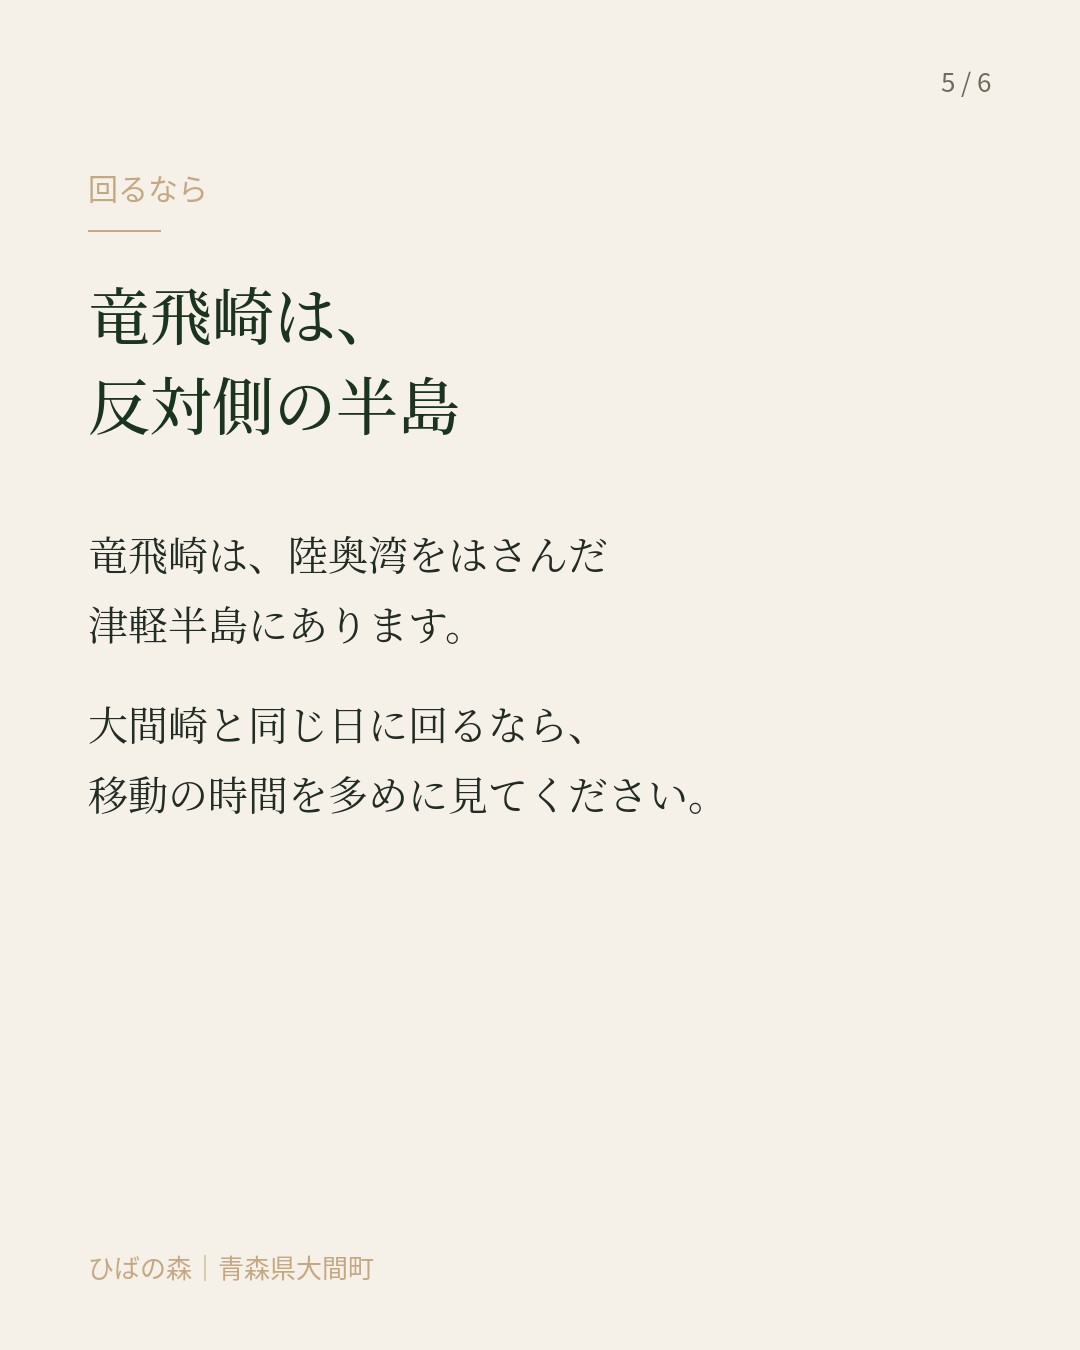 5 / 6
回るなら
竜飛崎は、
反対側の半島
竜飛崎は、陸奥湾をはさんだ
津軽半島にあります。
大間崎と同じ日に回るなら、
移動の時間を多めに見てください。
ひばの森｜青森県大間町